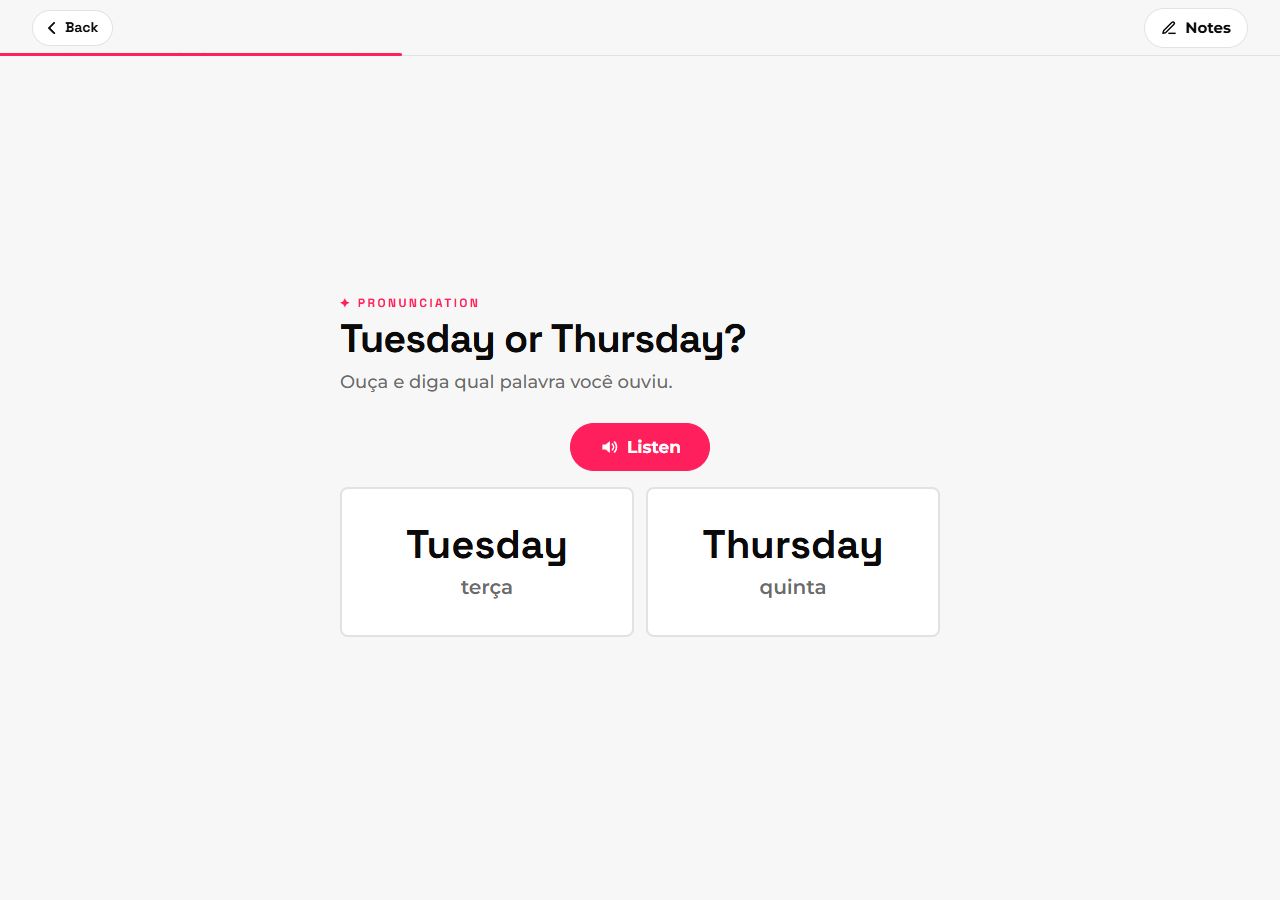 Back
Notes
PRONUNCIATION
Tuesday or Thursday?
Ouça e diga qual palavra você ouviu.
Listen
Tuesday
terça
Thursday
quinta